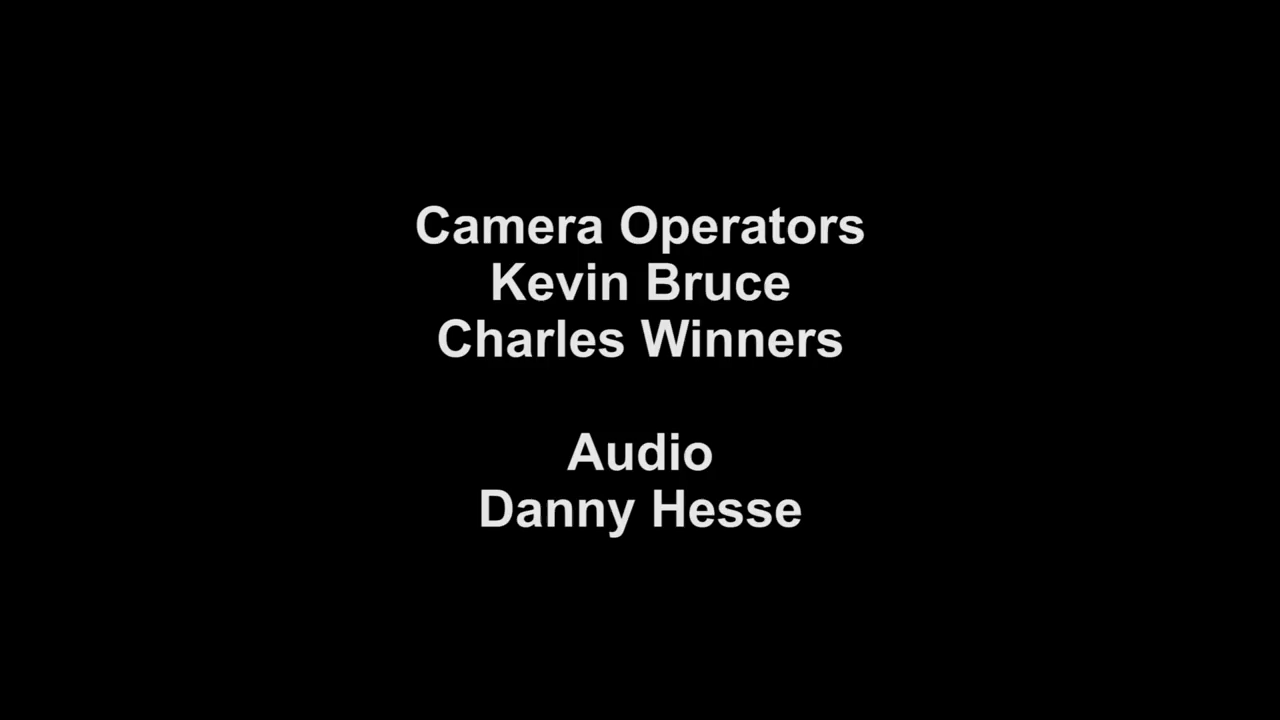 Camera Operators
Kevin Bruce
Charles Winners
Audio
Danny Hesse